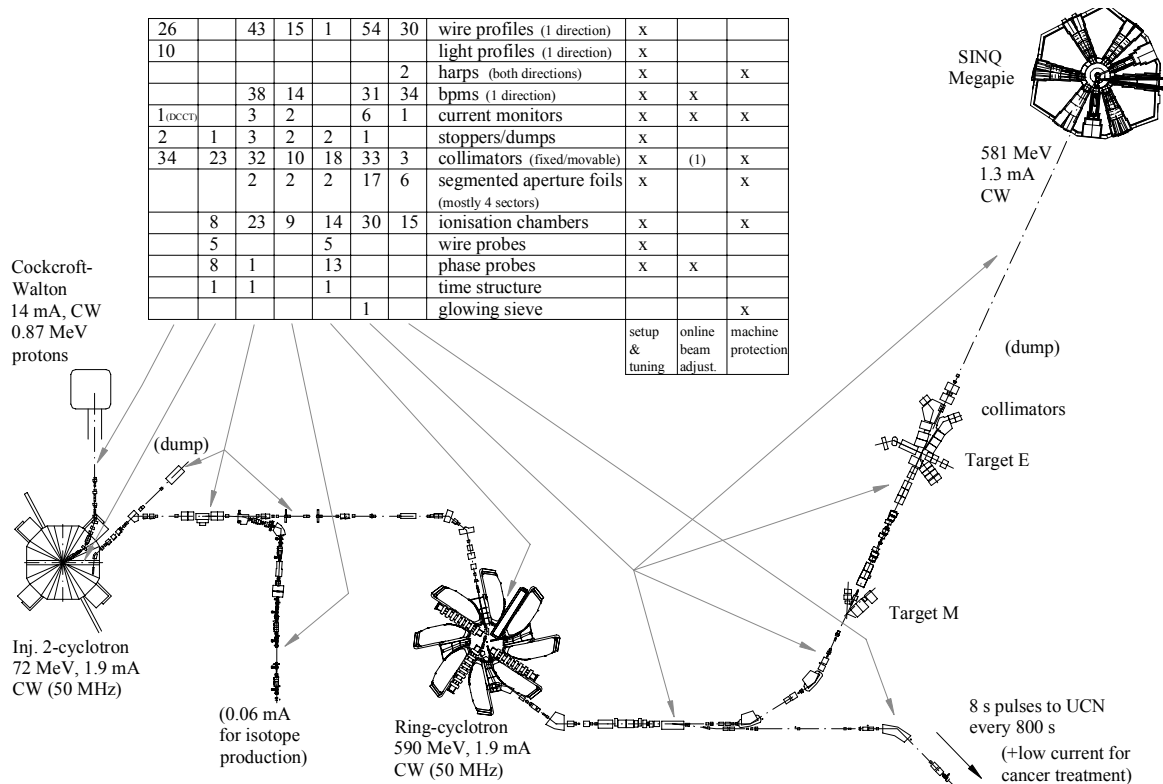 26 43 15 1 54 30 wire profiles (1 direction) x
10 light profiles (1 direction) x
2 harps (both directions) x x
38 14 31 34 bpms (1 direction) x x
1 (DCCT) 3 2 6 1 current monitors x x x
2 1 3 2 2 1 stoppers/dumps x
34 23 32 10 18 33 3 collimators (fixed/movable) x (1) x
2 2 2 17 6 segmented aperture foils x x
(mostly 4 sectors)
8 23 9 14 30 15 ionisation chambers x x
5 5 wire probes x
8 1 13 phase probes x x
1 1 1 time structure
1 glowing sieve x
setup online machine
& beam protection
tuning adjust.
SINQ
Megapie
581 MeV
1.3 mA
CW
Cockcroft-
Walton
14 mA, CW
0.87 MeV
protons
(dump)
collimators
Target E
(dump)
Target M
Inj. 2-cyclotron
72 MeV, 1.9 mA
CW (50 MHz)
(0.06 mA
for isotope
production)
Ring-cyclotron
590 MeV, 1.9 mA
CW (50 MHz)
8 s pulses to UCN
every 800 s
(+low current for
cancer treatment)